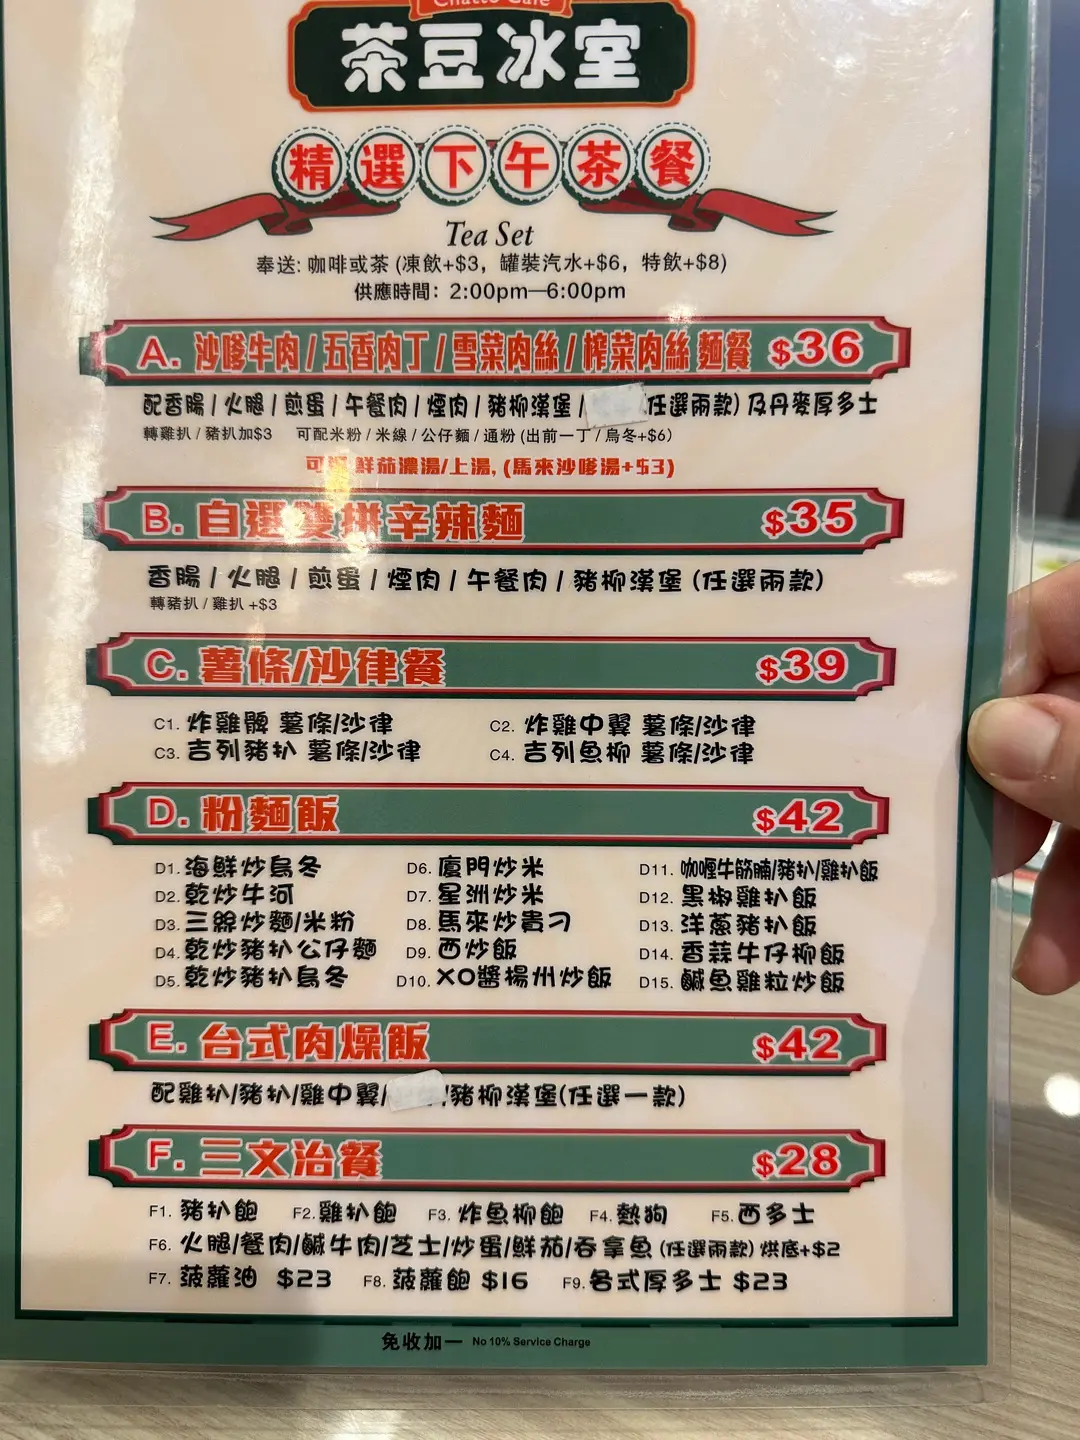 Chatto Cafe
茶豆冰室
精選下午茶餐
Tea Set
奉送: 咖啡或茶 (凍飲+$3, 罐裝汽水+$6, 特飲+$8)
供應時間: 2:00pm—6:00pm
A. 沙嗲牛肉/五香肉丁/雪菜肉絲/榨菜肉絲 麵餐 $36
配香腸/火腿/煎蛋/午餐肉/煙肉/豬柳漢堡/ 任選兩款) 及丹麥厚多士
轉雞扒/豬扒加$3 可配米粉/米線/公仔麵/通粉 (出前一丁/烏冬+$6)
可 鮮茄濃湯/上湯, (馬來沙嗲湯+$3)
B. 自選雙拼辛辣麵 $35
香腸/火腿/煎蛋/煙肉/午餐肉/豬柳漢堡 (任選兩款)
轉豬扒/雞扒 +$3
C. 薯條/沙律餐 $39
C1. 炸雞髀 薯條/沙律 C2. 炸雞中翼 薯條/沙律
C3. 吉列豬扒 薯條/沙律 C4. 吉列魚柳 薯條/沙律
D. 粉麵飯 $42
D1. 海鮮炒烏冬 D6. 廈門炒米 D11. 咖喱牛筋腩/豬扒/雞扒飯
D2. 乾炒牛河 D7. 星洲炒米 D12. 黑椒雞扒飯
D3. 三絲炒麵/米粉 D8. 馬來炒貴刁 D13. 洋蔥豬扒飯
D4. 乾炒豬扒公仔麵 D9. 西炒飯 D14. 香蒜牛仔柳飯
D5. 乾炒豬扒烏冬 D10. XO醬揚州炒飯 D15. 鹹魚雞粒炒飯
E. 台式肉燥飯 $42
配雞扒/豬扒/雞中翼/ /豬柳漢堡(任選一款)
F. 三文治餐 $28
F1. 豬扒飽 F2. 雞扒飽 F3. 炸魚柳飽 F4. 熱狗 F5. 西多士
F6. 火腿/餐肉/鹹牛肉/芝士/炒蛋/鮮茄/吞拿魚 (任選兩款) 烘底+$2
F7. 菠蘿油 $23 F8. 菠蘿飽 $16 F9. 各式厚多士 $23
免收加一 No 10% Service Charge